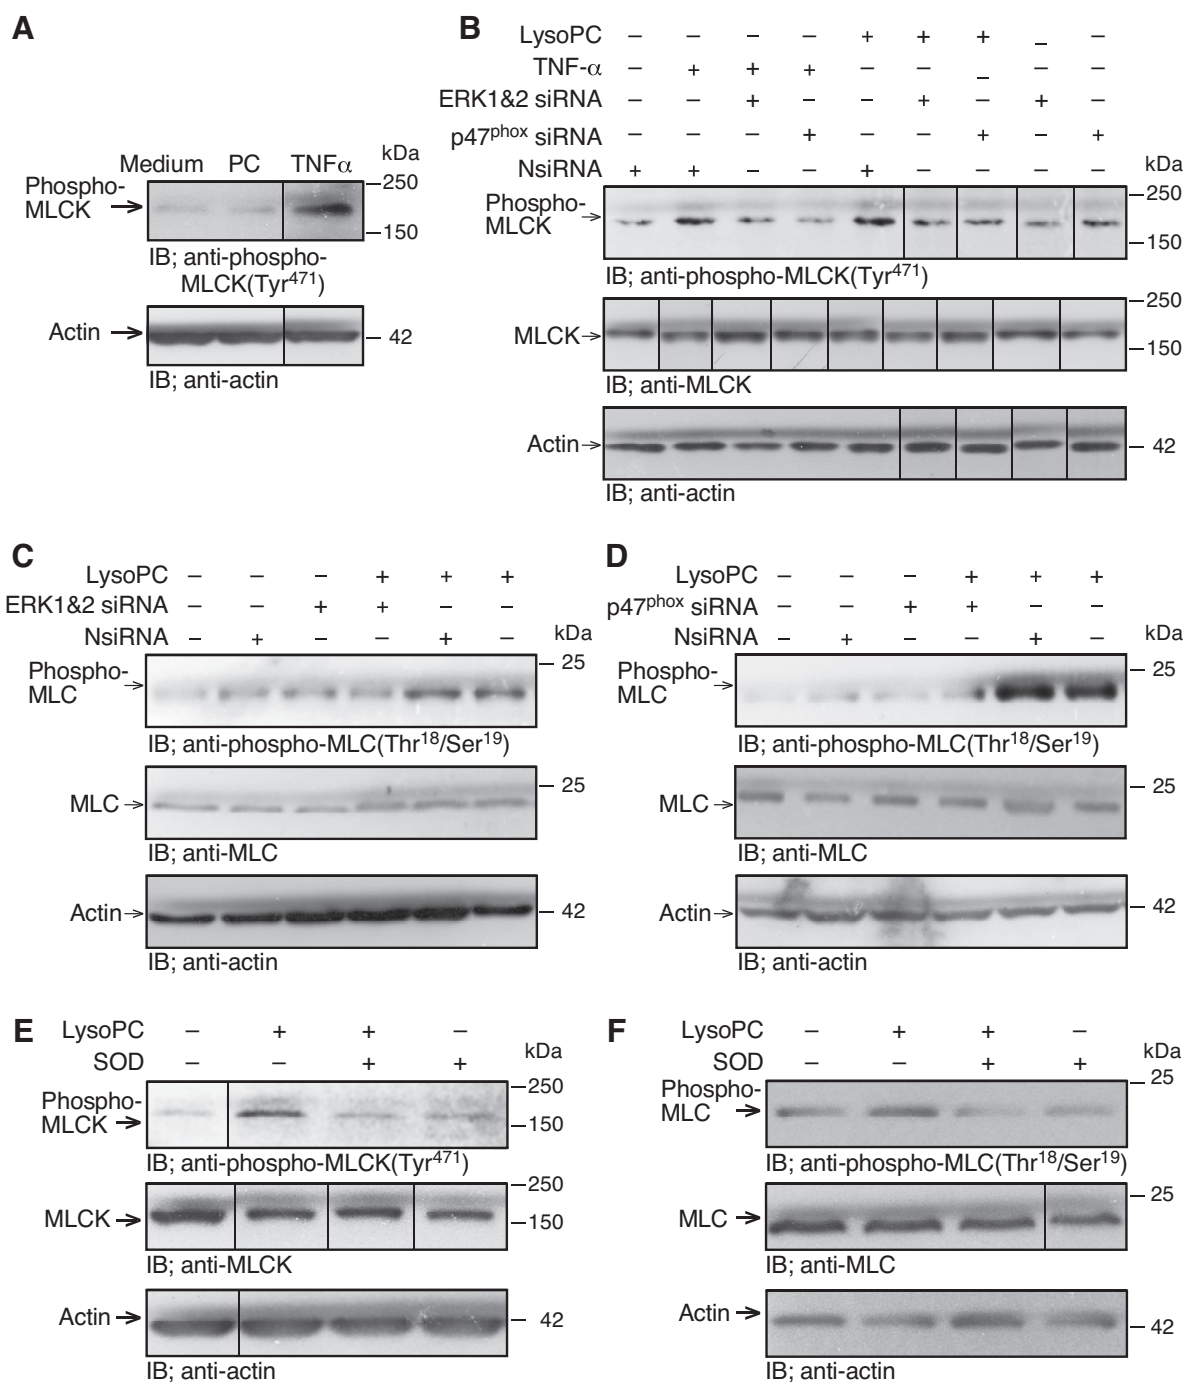 A
Medium PC TNFα kDa
Phospho-
MLCK
250
150
IB; anti-phospho-
MLCK(Tyr471)
Actin
42
IB; anti-actin
B
LysoPC – – – – + + + – –
TNF-α – + + + – – – – –
ERK1&2 siRNA – – + – – + – + –
p47phox siRNA – – – + – – + – +
NsiRNA + + – – + – – – –
kDa
Phospho-
MLCK
250
150
IB; anti-phospho-MLCK(Tyr471)
MLCK
250
150
IB; anti-MLCK
Actin
42
IB; anti-actin
C
LysoPC – – – + + +
ERK1&2 siRNA – – + + – –
NsiRNA – + – – + –
kDa
Phospho-
MLC
25
IB; anti-phospho-MLC(Thr18/Ser19)
MLC
25
IB; anti-MLC
Actin
42
IB; anti-actin
D
LysoPC – – – + + +
p47phox siRNA – – + + – –
NsiRNA – + – – + –
kDa
Phospho-
MLC
25
IB; anti-phospho-MLC(Thr18/Ser19)
MLC
25
IB; anti-MLC
Actin
42
IB; anti-actin
E
LysoPC – + + –
SOD – – + +
kDa
Phospho-
MLCK
250
150
IB; anti-phospho-MLCK(Tyr471)
MLCK
250
150
IB; anti-MLCK
Actin
42
IB; anti-actin
F
LysoPC – + + –
SOD – – + +
kDa
Phospho-
MLC
25
IB; anti-phospho-MLC(Thr18/Ser19)
MLC
25
IB; anti-MLC
Actin
42
IB; anti-actin